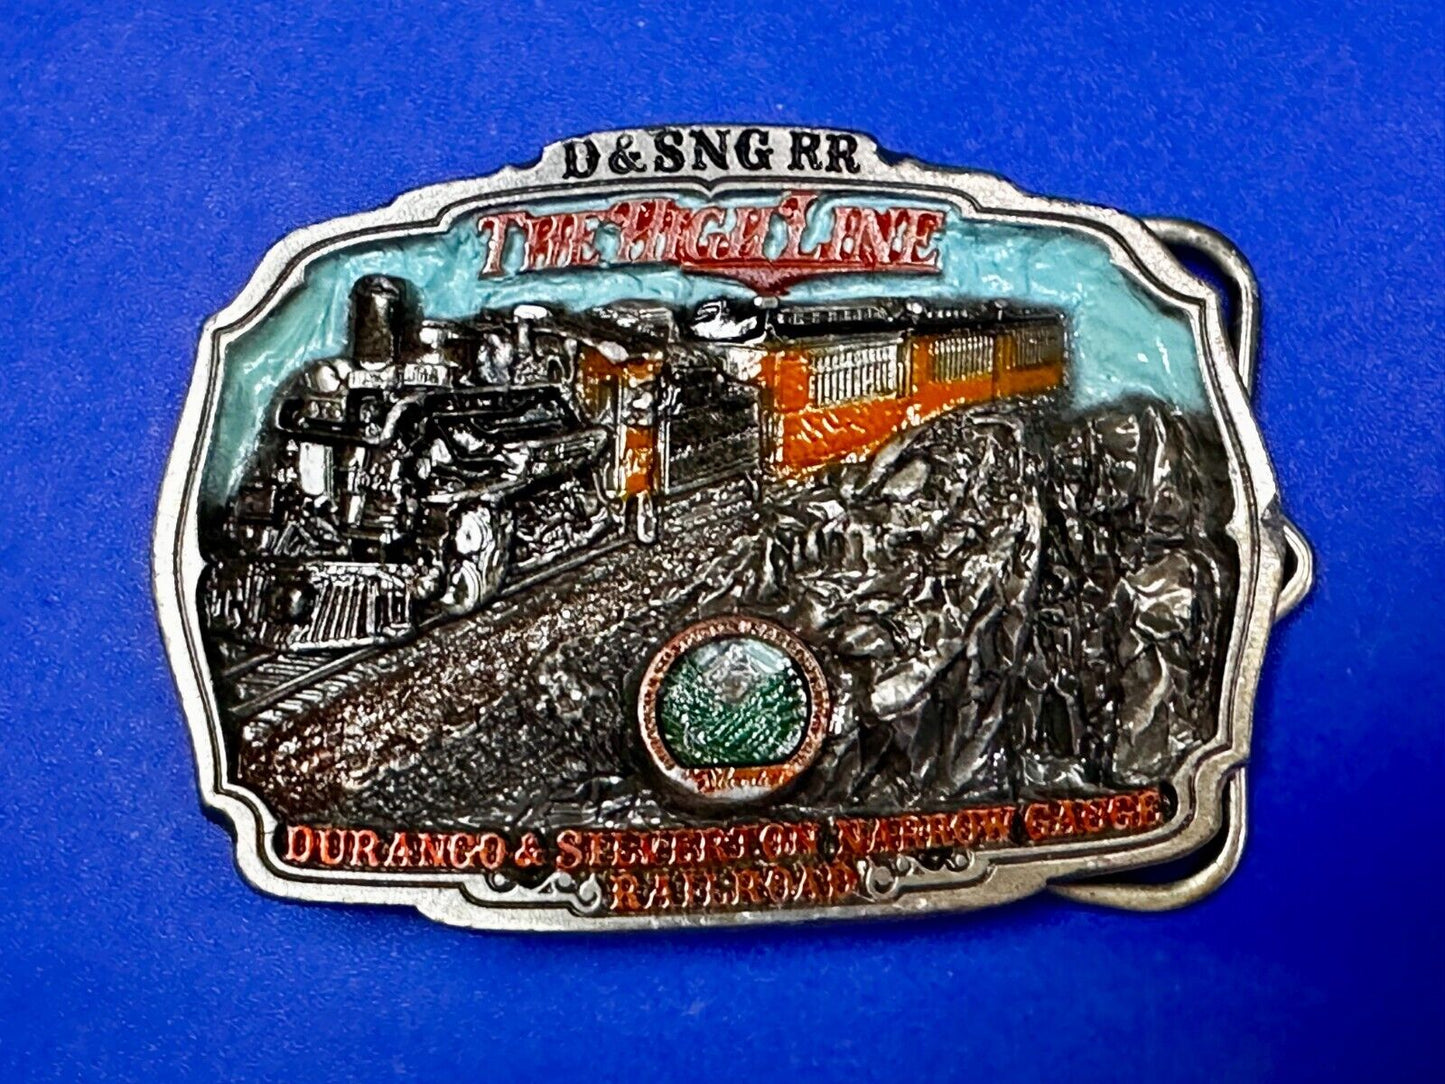 D & SNG RR
THE HIGH LINE
DURANGO & SILVERTON NARROW GAUGE
RAILROAD